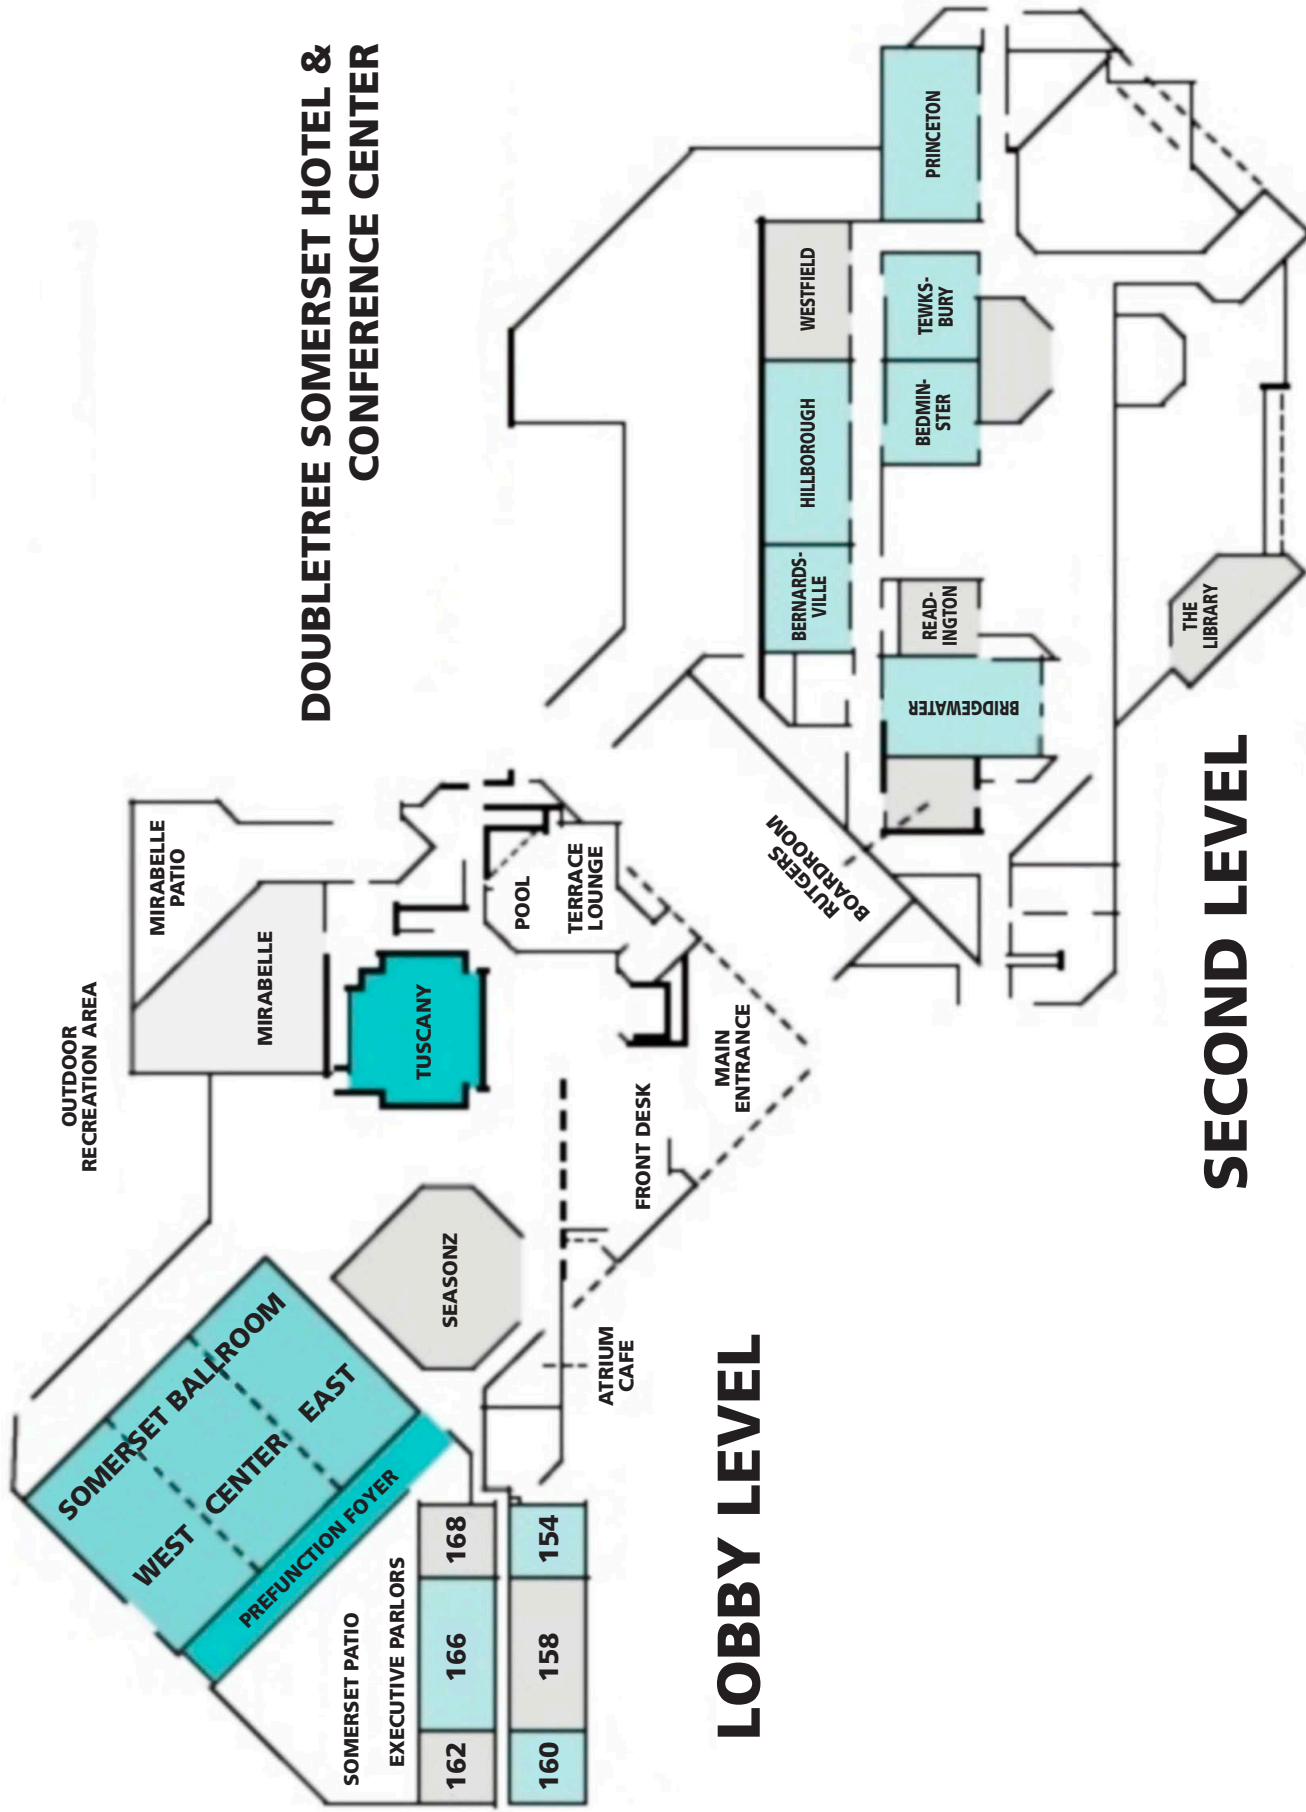 DOUBLETREE SOMERSET HOTEL &
CONFERENCE CENTER
OUTDOOR
RECREATION AREA
MIRABELLE
PATIO
MIRABELLE
TUSCANY
POOL
TERRACE
LOUNGE
MAIN
ENTRANCE
FRONT DESK
SEASONZ
ATRIUM
CAFE
SOMERSET BALLROOM
WEST
CENTER
EAST
PREFUNCTION FOYER
SOMERSET PATIO
EXECUTIVE PARLORS
162
166
168
160
158
154
LOBBY LEVEL
PRINCETON
WESTFIELD
HILLBOROUGH
BERNARDS-
VILLE
TEWKS-
BURY
BEDMIN-
STER
READ-
INGTON
BRIDGEWATER
RUTGERS
BOARDROOM
THE
LIBRARY
SECOND LEVEL